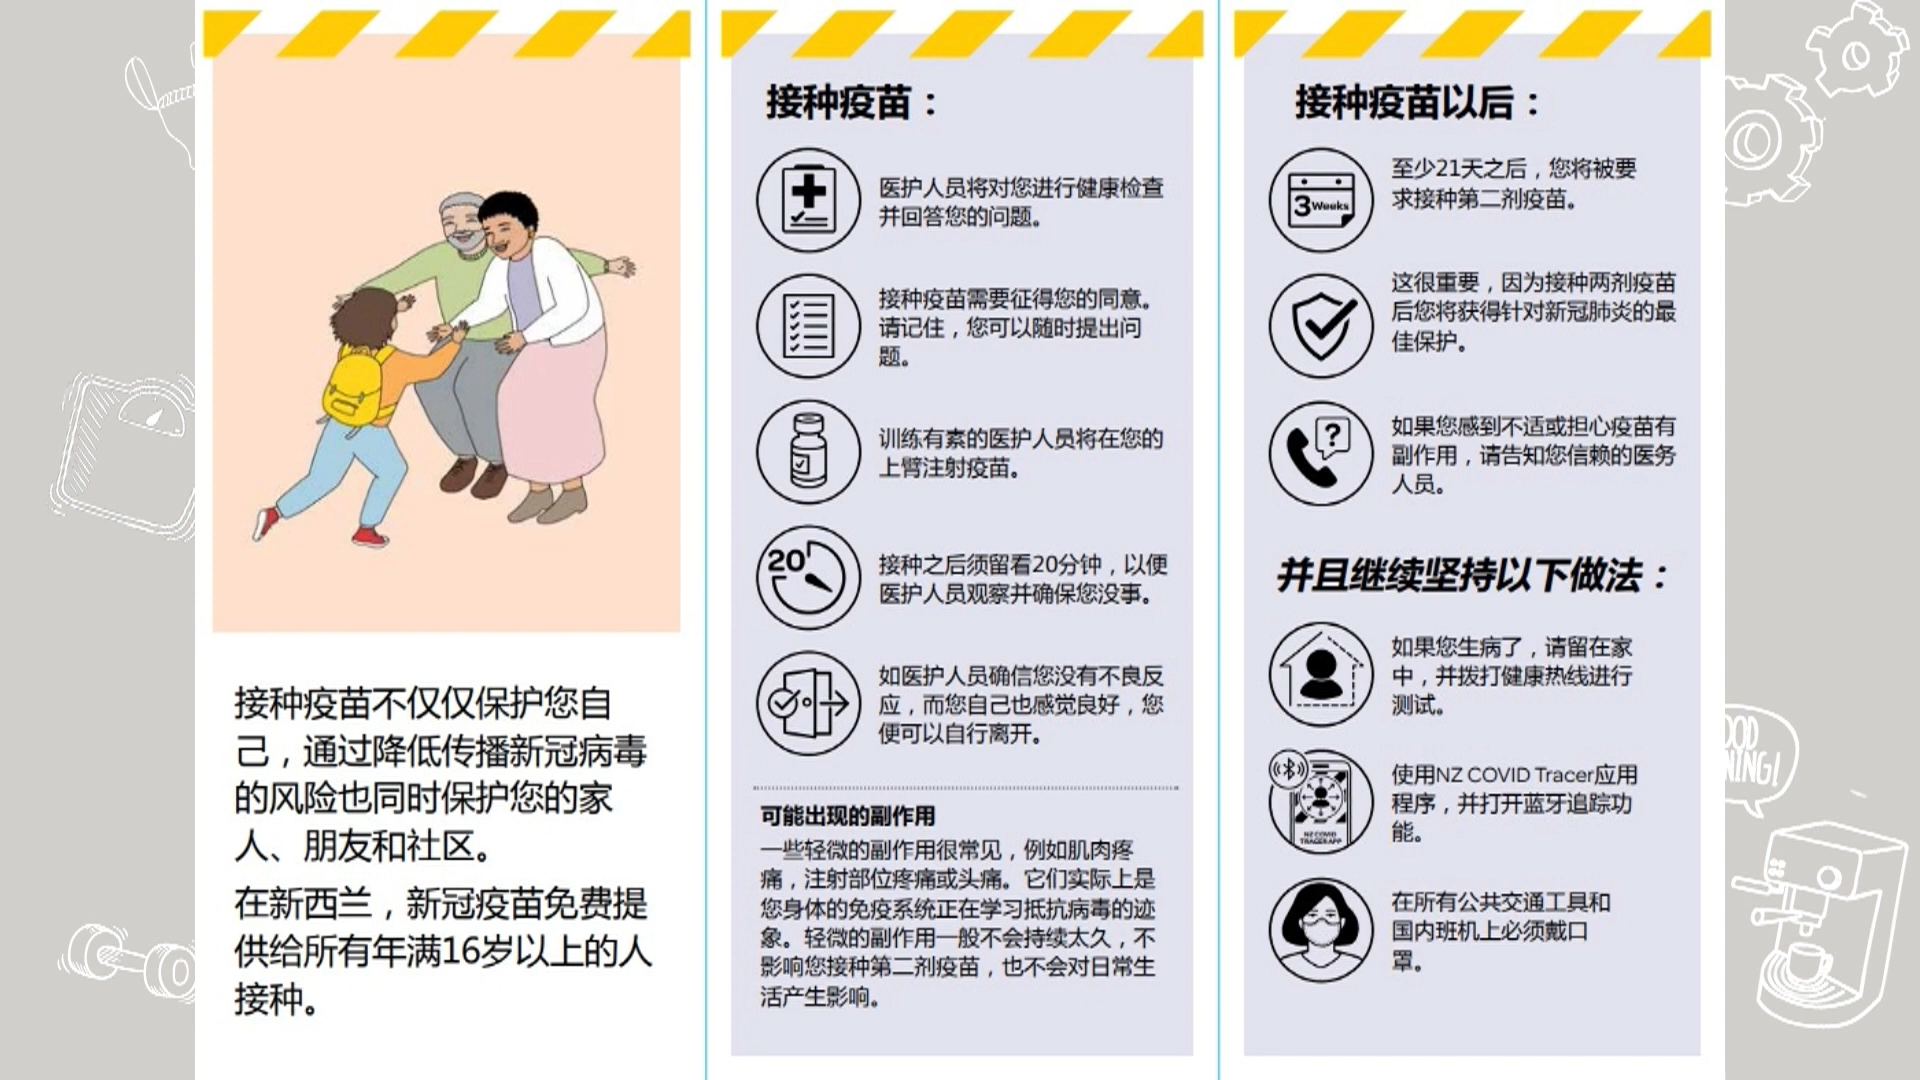 接种疫苗不仅仅保护您自
己，通过降低传播新冠病毒
的风险也同时保护您的家
人、朋友和社区。
在新西兰，新冠疫苗免费提
供给所有年满16岁以上的人
接种。
接种疫苗：
医护人员将对您进行健康检查
并回答您的问题。
接种疫苗需要征得您的同意。
请记住，您可以随时提出问
题。
训练有素的医护人员将在您的
上臂注射疫苗。
20
接种之后须留看20分钟，以便
医护人员观察并确保您没事。
如医护人员确信您没有不良反
应，而您自己也感觉良好，您
便可以自行离开。
可能出现的副作用
一些轻微的副作用很常见，例如肌肉疼
痛，注射部位疼痛或头痛。它们实际上是
您身体的免疫系统正在学习抵抗病毒的迹
象。轻微的副作用一般不会持续太久，不
影响您接种第二剂疫苗，也不会对日常生
活产生影响。
接种疫苗以后：
3 Weeks
至少21天之后，您将被要
求接种第二剂疫苗。
这很重要，因为接种两剂疫苗
后您将获得针对新冠肺炎的最
佳保护。
?
如果您感到不适或担心疫苗有
副作用，请告知您信赖的医务
人员。
并且继续坚持以下做法：
如果您生病了，请留在家
中，并拨打健康热线进行
测试。
NZ COVID
TRACER APP
使用NZ COVID Tracer应用
程序，并打开蓝牙追踪功
能。
在所有公共交通工具和
国内班机上必须戴口
罩。